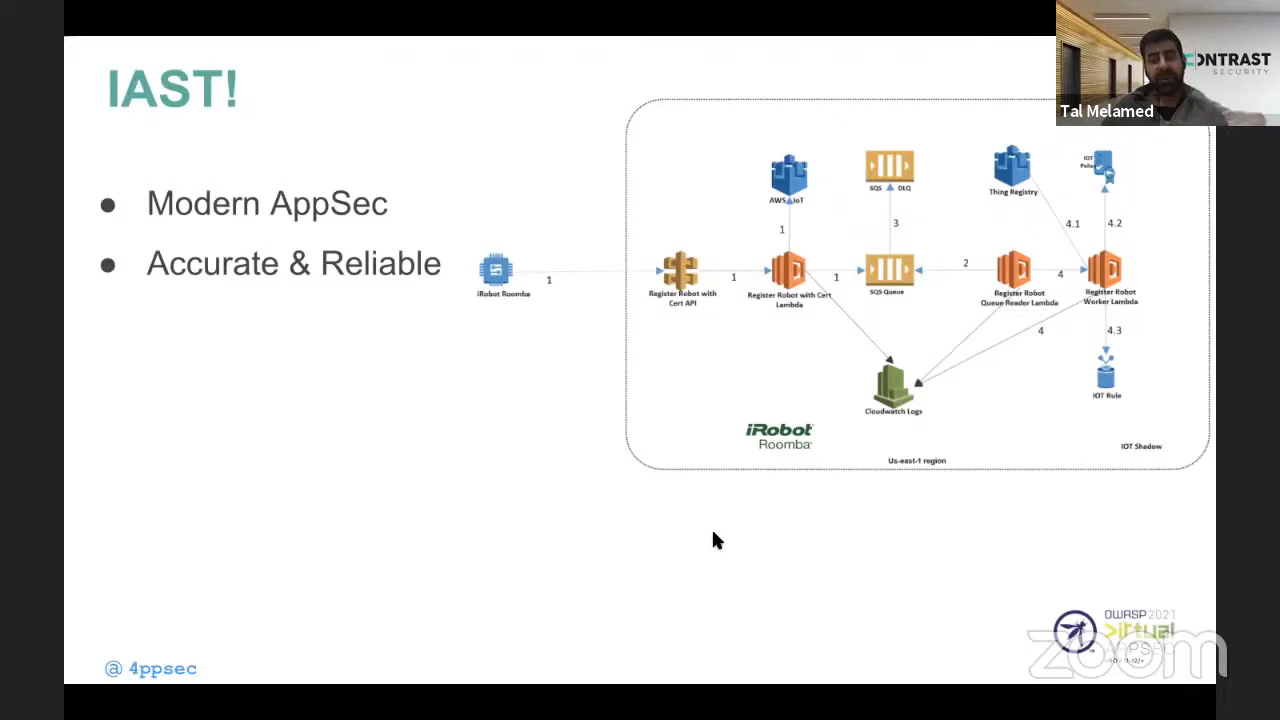 IAST!
CONTRAST
SECURITY
Tal Melamed
● Modern AppSec
● Accurate & Reliable
AWS IoT
SQS DLQ
Thing Registry
IOT
1
3
4.1
4.2
iRobot Roomba
1
Register Robot with
Cert API
1
Register Robot with Cert
Lambda
1
SQS Queue
2
Register Robot
Queue Reader Lambda
4
Register Robot
Worker Lambda
4
4.3
Cloudwatch Logs
IOT Rule
iRobot
Roomba
IOT Shadow
Us-east-1 region
OWASP 2021
Virtual
APPSEC
zoom
@ 4ppsec